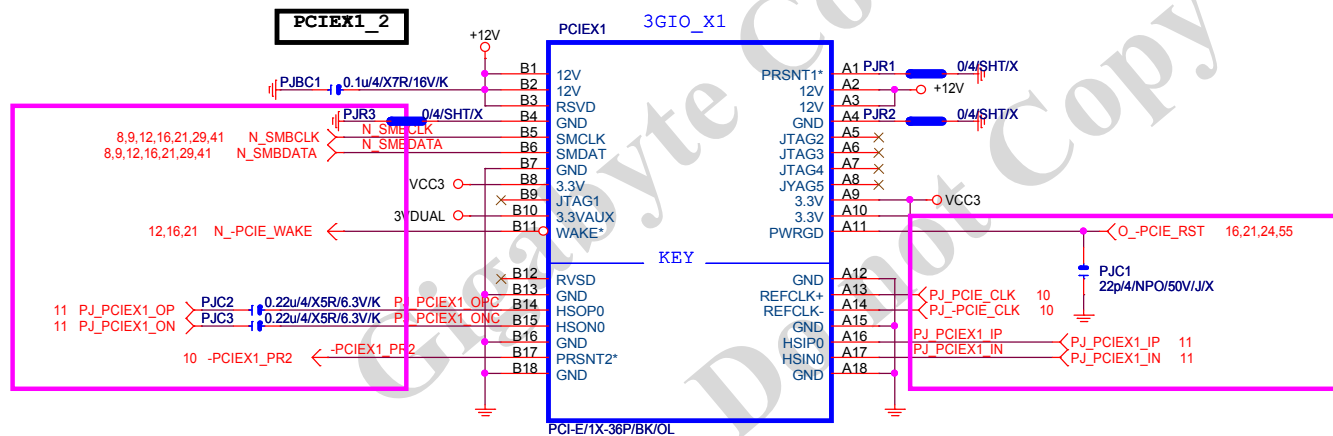 PCIEX1_2
3GIO_X1
PCIEX1
+12V
PJBC1 0.1u/4/X7R/16V/K
PJR3 0/4/SHT/X
8,9,12,16,21,29,41 N_SMBCLK N_SMBCLK
8,9,12,16,21,29,41 N_SMBDATA N_SMBDATA
VCC3
3VDUAL
12,16,21 N_-PCIE_WAKE
11 PJ_PCIEX1_OP PJC2 0.22u/4/X5R/6.3V/K PJ_PCIEX1_OPC
11 PJ_PCIEX1_ON PJC3 0.22u/4/X5R/6.3V/K PJ_PCIEX1_ONC
10 -PCIEX1_PR2 -PCIEX1_PR2
B1 12V
B2 12V
B3 RSVD
B4 GND
B5 SMCLK
B6 SMDAT
B7 GND
B8 3.3V
B9 JTAG1
B10 3.3VAUX
B11 WAKE*
KEY
B12 RVSD
B13 GND
B14 HSOP0
B15 HSON0
B16 GND
B17 PRSNT2*
B18 GND
PRSNT1* A1 PJR1 0/4/SHT/X
12V A2 +12V
12V A3
GND A4 PJR2 0/4/SHT/X
JTAG2 A5
JTAG3 A6
JTAG4 A7
JYAG5 A8
3.3V A9 VCC3
3.3V A10
PWRGD A11 O_-PCIE_RST 16,21,24,55
PJC1
22p/4/NPO/50V/J/X
GND A12
REFCLK+ A13 PJ_PCIE_CLK 10
REFCLK- A14 PJ_-PCIE_CLK 10
GND A15
HSIP0 A16 PJ_PCIEX1_IP PJ_PCIEX1_IP 11
HSIN0 A17 PJ_PCIEX1_IN PJ_PCIEX1_IN 11
GND A18
PCI-E/1X-36P/BK/OL
Gigabyte Co
Do not Copy